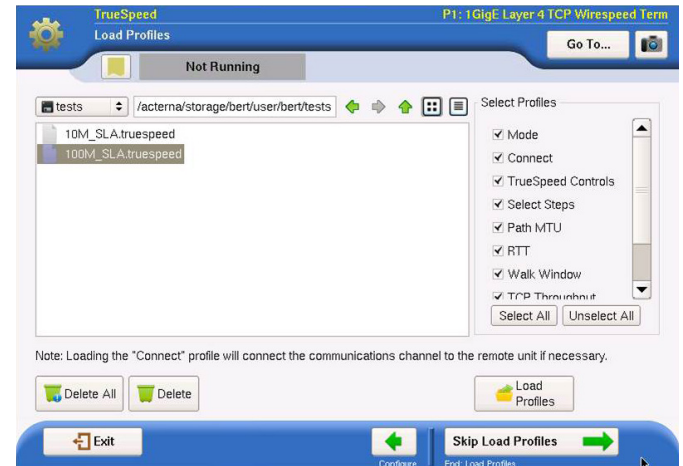 TrueSpeed
P1: 1GigE Layer 4 TCP Wirespeed Term
Load Profiles
Go To...
Not Running
tests
/acterna/storage/bert/user/bert/tests
Select Profiles
10M_SLA.truespeed
100M_SLA.truespeed
Mode
Connect
TrueSpeed Controls
Select Steps
Path MTU
RTT
Walk Window
TCP Throughput
Select All
Unselect All
Note: Loading the "Connect" profile will connect the communications channel to the remote unit if necessary.
Delete All
Delete
Load
Profiles
Exit
Skip Load Profiles
Configure
End: Load Profiles